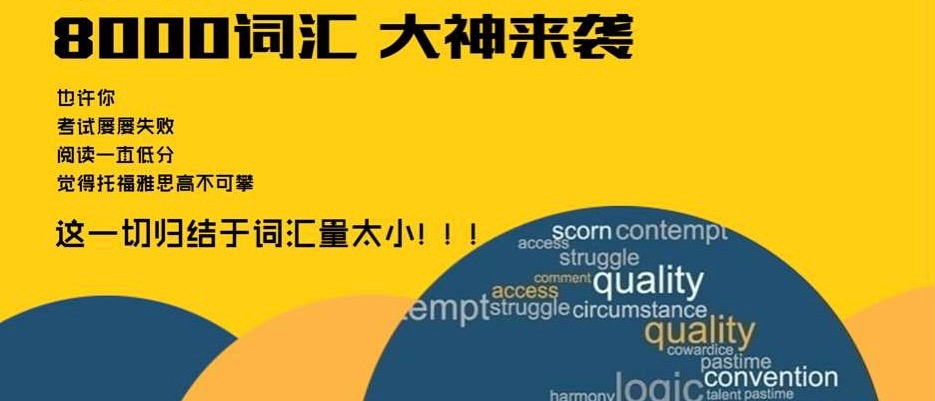 8000词汇 大神来袭
也许你
考试屡屡失败
阅读一直低分
觉得托福雅思高不可攀
这一切归结于词汇量太小!!!
scorn contempt
access
struggle
comment
access quality
tempt struggle circumstance
quality
cowardice
pastime
logic convention
harmony talent pastime